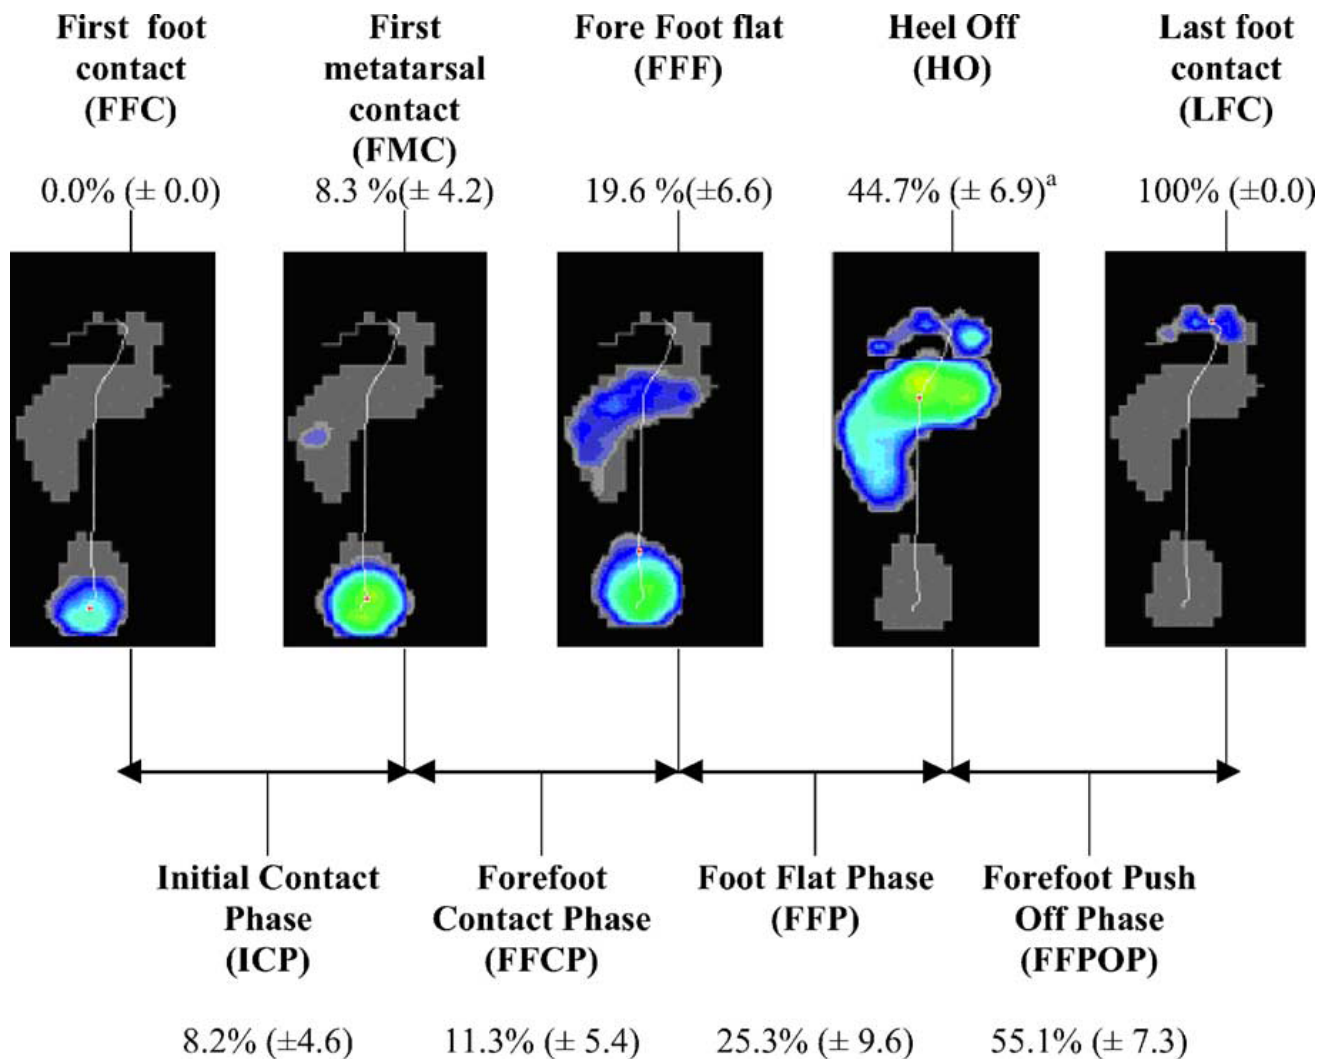 First foot
contact
(FFC)
0.0% (± 0.0)
First
metatarsal
contact
(FMC)
8.3 %(± 4.2)
Fore Foot flat
(FFF)
19.6 %(±6.6)
Heel Off
(HO)
44.7% (± 6.9)ᵃ
Last foot
contact
(LFC)
100% (±0.0)
Initial Contact
Phase
(ICP)
8.2% (±4.6)
Forefoot
Contact Phase
(FFCP)
11.3% (± 5.4)
Foot Flat Phase
(FFP)
25.3% (± 9.6)
Forefoot Push
Off Phase
(FFPOP)
55.1% (± 7.3)